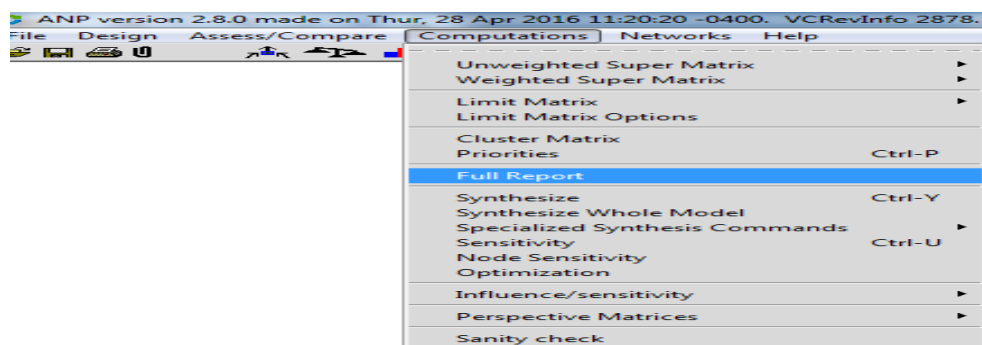 ANP version 2.8.0 made on Thur, 28 Apr 2016 11:20:20 -0400. VCRevInfo 2878.
File Design Assess/Compare Computations Networks Help
Unweighted Super Matrix
Weighted Super Matrix
Limit Matrix
Limit Matrix Options
Cluster Matrix
Priorities Ctrl-P
Full Report
Synthesize Ctrl-Y
Synthesize Whole Model
Specialized Synthesis Commands
Sensitivity Ctrl-U
Node Sensitivity
Optimization
Influence/sensitivity
Perspective Matrices
Sanity check